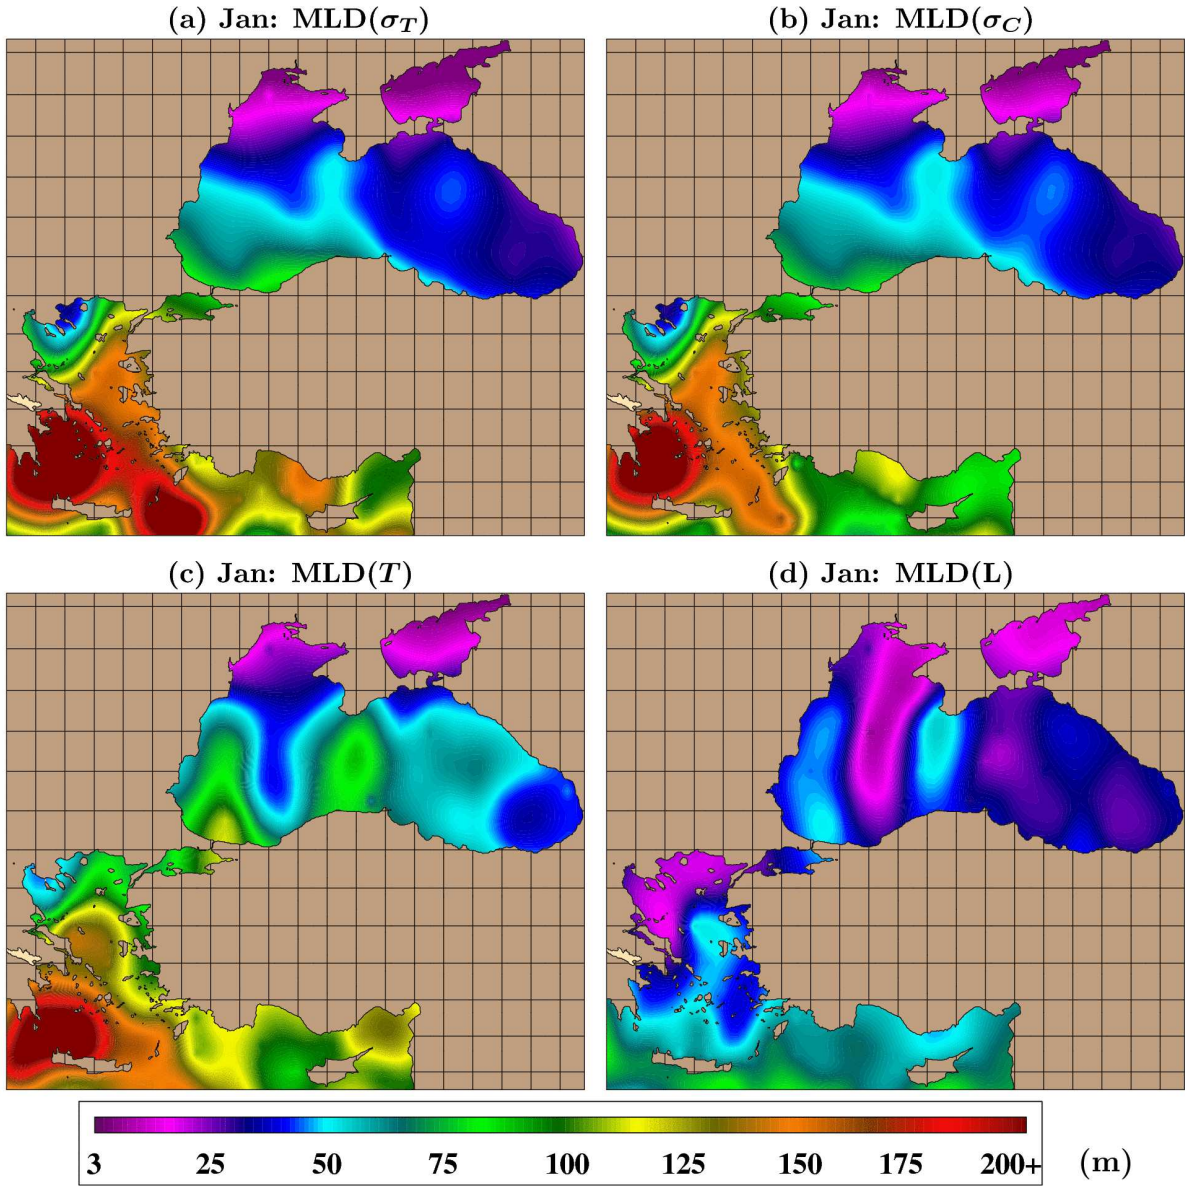 (a) Jan: MLD(σ_T)
(b) Jan: MLD(σ_C)
(c) Jan: MLD(T)
(d) Jan: MLD(L)
3 25 50 75 100 125 150 175 200+ (m)